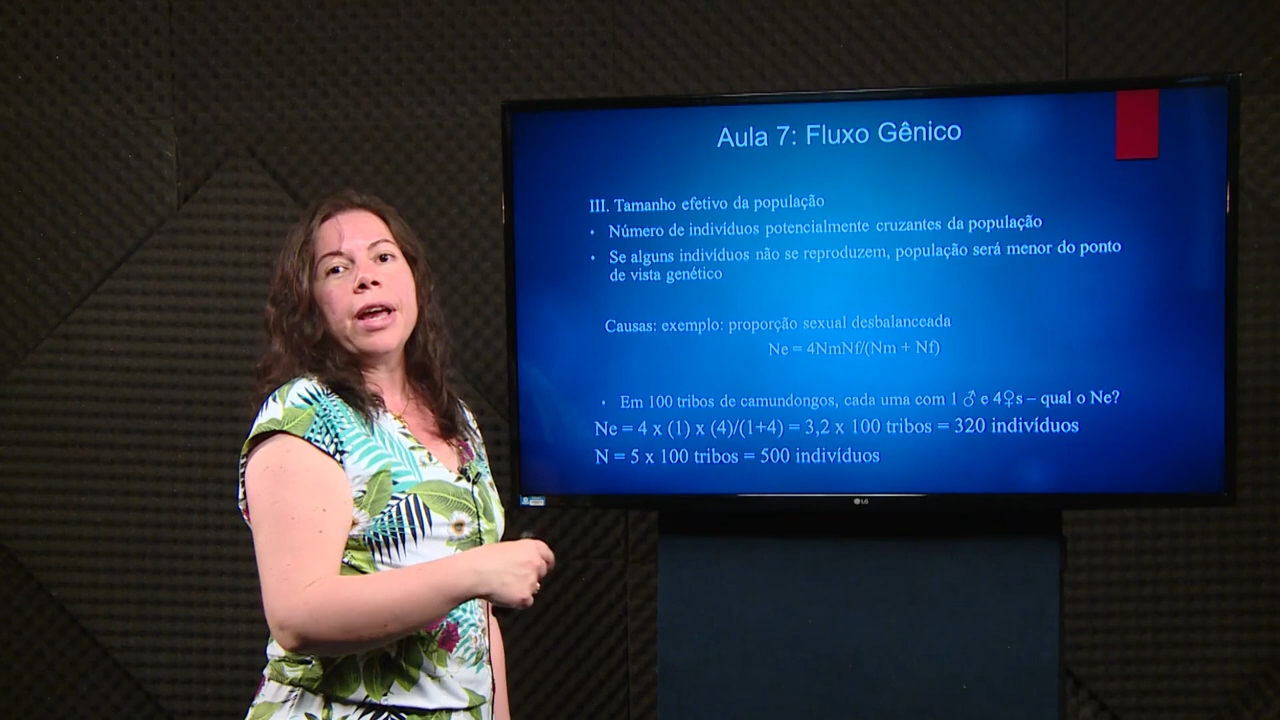 Aula 7: Fluxo Gênico
III. Tamanho efetivo da população
• Número de indivíduos potencialmente cruzantes da população
• Se alguns indivíduos não se reproduzem, população será menor do ponto
de vista genético
Causas: exemplo: proporção sexual desbalanceada
Ne = 4NmNf/(Nm + Nf)
• Em 100 tribos de camundongos, cada uma com 1 ♂ e 4♀s – qual o Ne?
Ne = 4 x (1) x (4)/(1+4) = 3,2 x 100 tribos = 320 indivíduos
N = 5 x 100 tribos = 500 indivíduos
LG